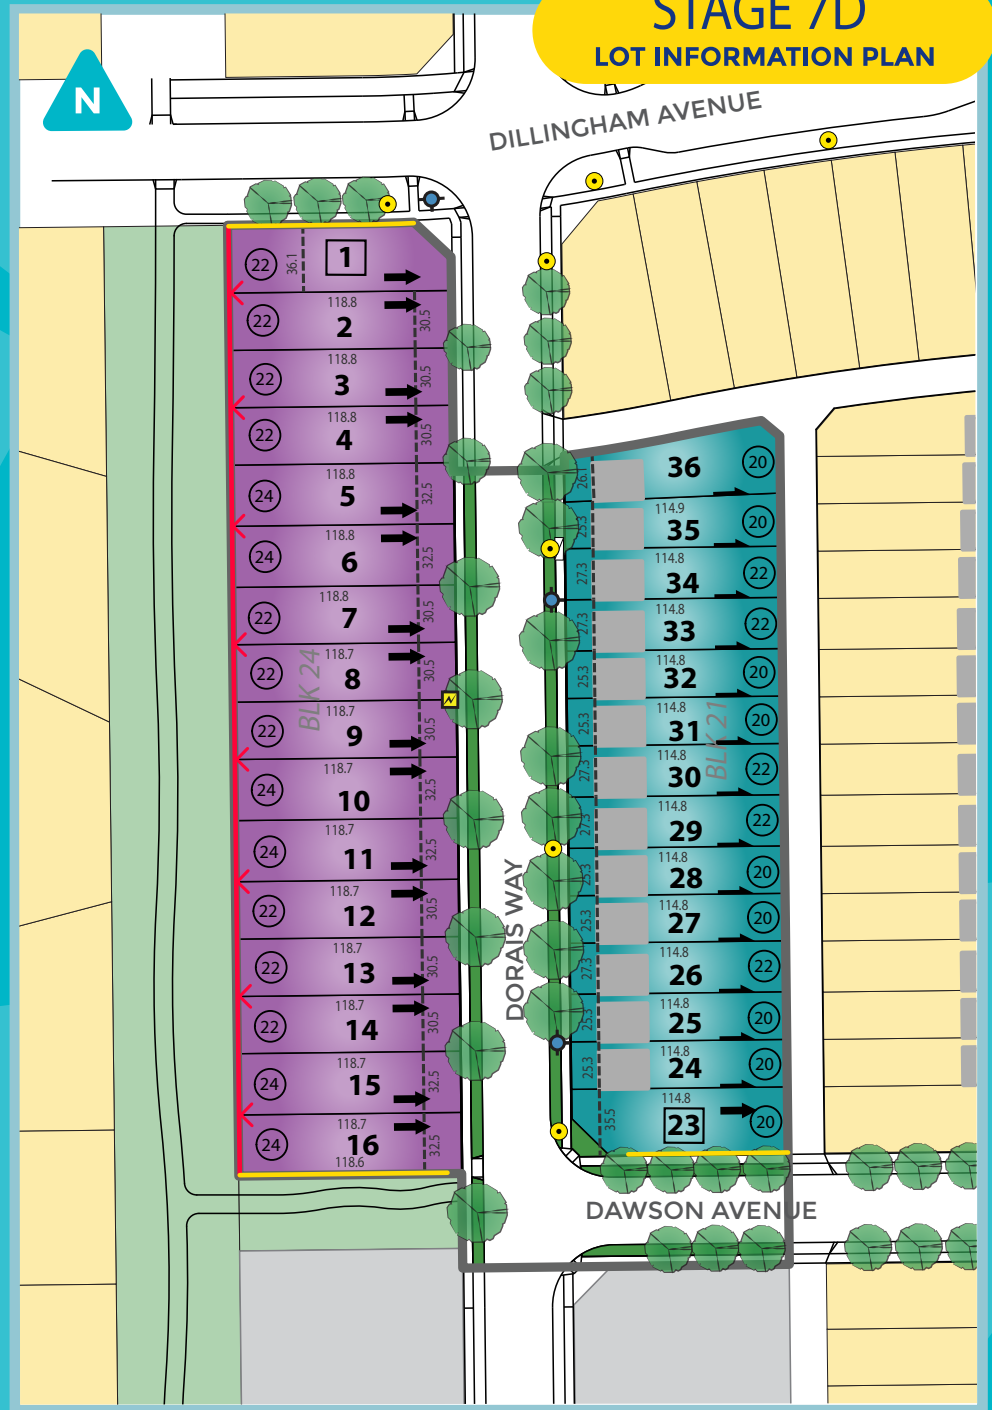 STAGE 7D
LOT INFORMATION PLAN
N
DILLINGHAM AVENUE
22 36.1 1
118.8
22 2 30.5
118.8
22 3 30.5
118.8
22 4 30.5
118.8
24 5 32.5
118.8
24 6 32.5
118.8
22 7 30.5
118.7
22 8 30.5
BLK 24
118.7
22 9 30.5
118.7
24 10 32.5
118.7
24 11 32.5
118.7
22 12 30.5
118.7
22 13 30.5
118.7
22 14 30.5
118.7
24 15 32.5
118.7
24 16 32.5
118.6
DORAIS WAY
26.1 36 20
114.9
25.3 35 20
114.8
27.3 34 22
114.8
27.3 33 22
114.8
25.3 32 20
114.8
25.3 31 20
BLK 21
114.8
27.3 30 22
114.8
27.3 29 22
114.8
25.3 28 20
114.8
25.3 27 20
114.8
27.3 26 22
114.8
25.3 25 20
114.8
25.3 24 20
114.8
35.5 23 20
DAWSON AVENUE